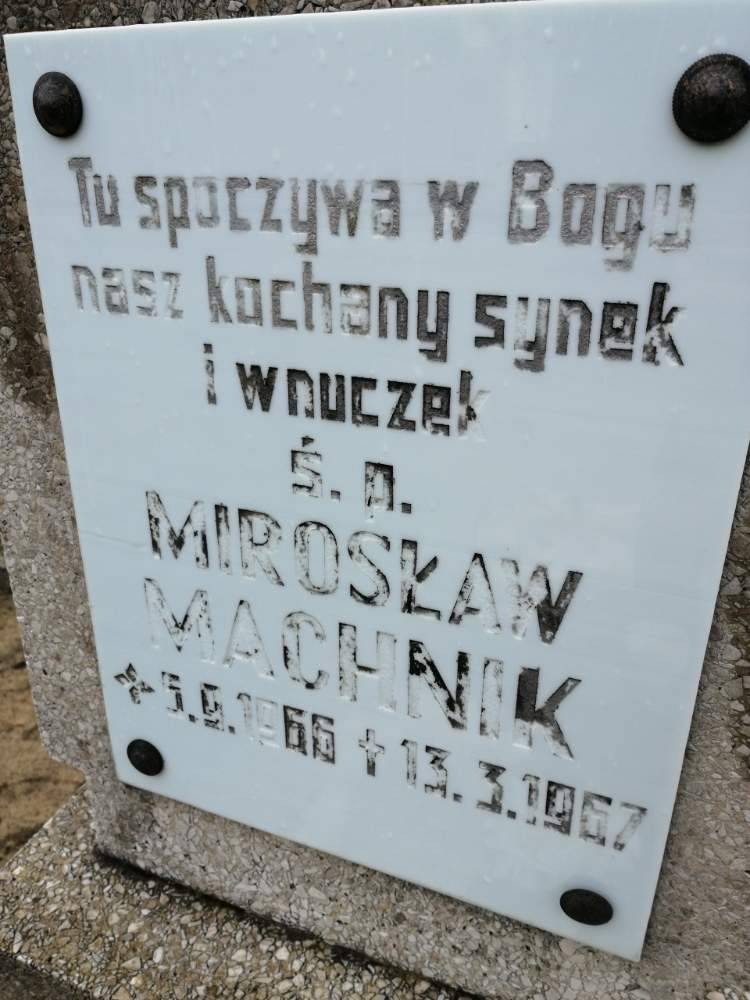 Tu spoczywa w Bogu
nasz kochany synek
i wnuczek
ś. p.
MIROSŁAW
MACHNIK
5.9.1966 † 13.3.1967